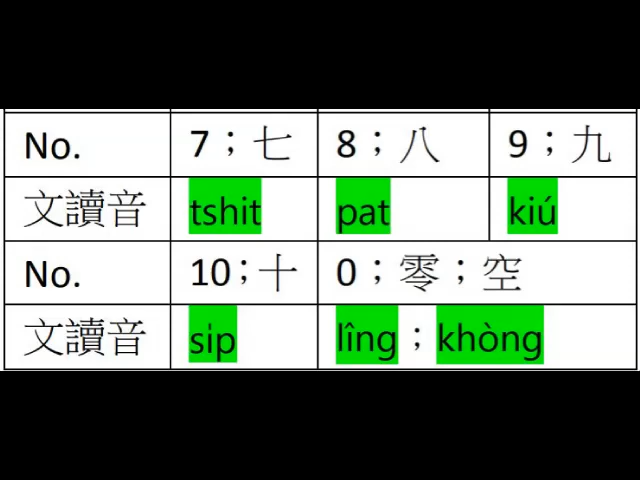 No. 7；七 8；八 9；九
文讀音 tshit pat kiú
No. 10；十 0；零；空
文讀音 si̍p lîng；khòng